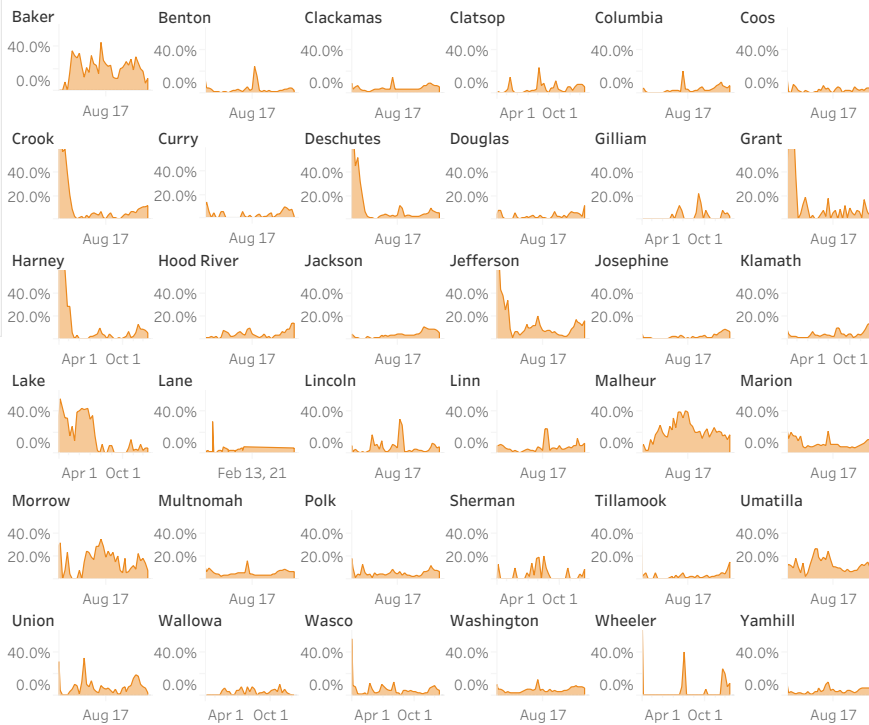 Baker Benton Clackamas Clatsop Columbia Coos
40.0% 40.0% 40.0% 40.0% 40.0% 40.0%
0.0% 0.0% 0.0% 0.0% 0.0% 0.0%
Aug 17 Aug 17 Aug 17 Apr 1 Oct 1 Aug 17 Aug 17
Crook Curry Deschutes Douglas Gilliam Grant
40.0% 40.0% 40.0% 40.0% 40.0% 40.0%
20.0% 20.0% 20.0% 20.0% 20.0% 20.0%
Aug 17 Aug 17 Aug 17 Aug 17 Apr 1 Oct 1 Aug 17
Harney Hood River Jackson Jefferson Josephine Klamath
40.0% 40.0% 40.0% 40.0% 40.0% 40.0%
20.0% 20.0% 20.0% 20.0% 20.0% 20.0%
Apr 1 Oct 1 Aug 17 Aug 17 Aug 17 Aug 17 Apr 1 Oct 1
Lake Lane Lincoln Linn Malheur Marion
40.0% 40.0% 40.0% 40.0% 40.0% 40.0%
0.0% 0.0% 0.0% 0.0% 0.0% 0.0%
Apr 1 Oct 1 Feb 13, 21 Aug 17 Aug 17 Aug 17 Aug 17
Morrow Multnomah Polk Sherman Tillamook Umatilla
40.0% 40.0% 40.0% 40.0% 40.0% 40.0%
20.0% 20.0% 20.0% 20.0% 20.0% 20.0%
Aug 17 Aug 17 Aug 17 Apr 1 Oct 1 Aug 17 Aug 17
Union Wallowa Wasco Washington Wheeler Yamhill
40.0% 40.0% 40.0% 40.0% 40.0% 40.0%
0.0% 0.0% 0.0% 0.0% 0.0% 0.0%
Aug 17 Apr 1 Oct 1 Apr 1 Oct 1 Aug 17 Apr 1 Oct 1 Aug 17